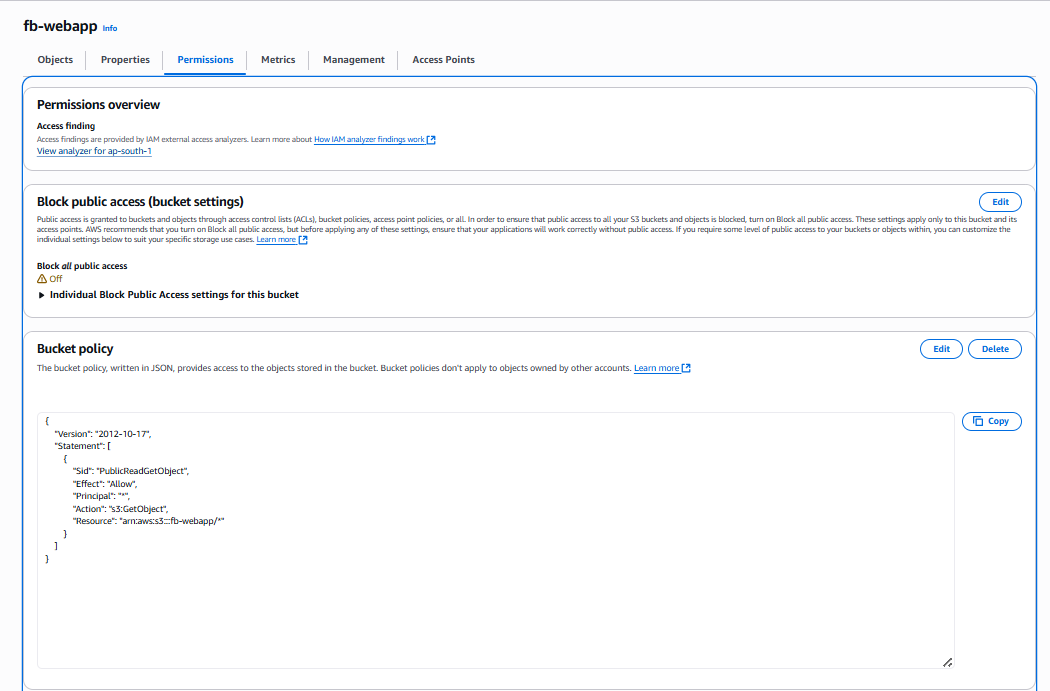 fb-webapp Info
Objects Properties Permissions Metrics Management Access Points
Permissions overview
Access finding
Access findings are provided by IAM external access analyzers. Learn more about How IAM analyzer findings work
View analyzer for ap-south-1
Block public access (bucket settings)
Edit
Public access is granted to buckets and objects through access control lists (ACLs), bucket policies, access point policies, or all. In order to ensure that public access to all your S3 buckets and objects is blocked, turn on Block all public access. These settings apply only to this bucket and its
access points. AWS recommends that you turn on Block all public access, but before applying any of these settings, ensure that your applications will work correctly without public access. If you require some level of public access to your buckets or objects within, you can customize the
individual settings below to suit your specific storage use cases. Learn more
Block all public access
Off
Individual Block Public Access settings for this bucket
Bucket policy
Edit Delete
The bucket policy, written in JSON, provides access to the objects stored in the bucket. Bucket policies don't apply to objects owned by other accounts. Learn more
Copy
{
"Version": "2012-10-17",
"Statement": [
{
"Sid": "PublicReadGetObject",
"Effect": "Allow",
"Principal": "*",
"Action": "s3:GetObject",
"Resource": "arn:aws:s3:::fb-webapp/*"
}
]
}